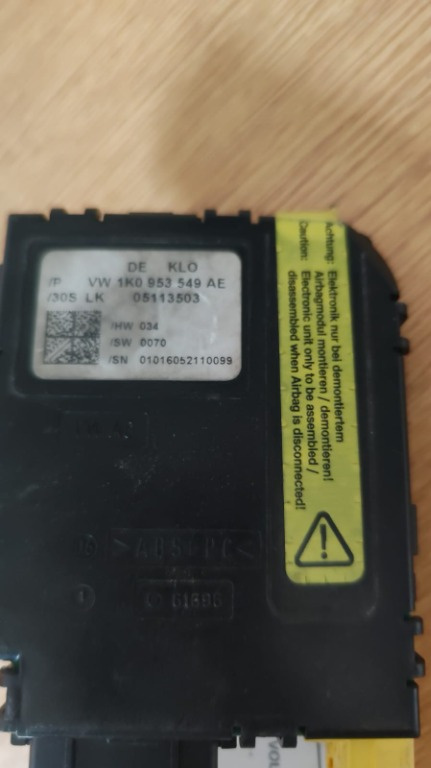 DE KLO
/P VW 1K0 953 549 AE
/30S LK 05113503
/HW 034
/SW 0070
/SN 01016052110099
Achtung: Elektronik nur bei demontiertem
Airbagmodul montieren / demontieren!
Caution: Electronic unit only to be assembled /
disassembled when Airbag is disconnected!
>ABS+PC<
61896
VOL